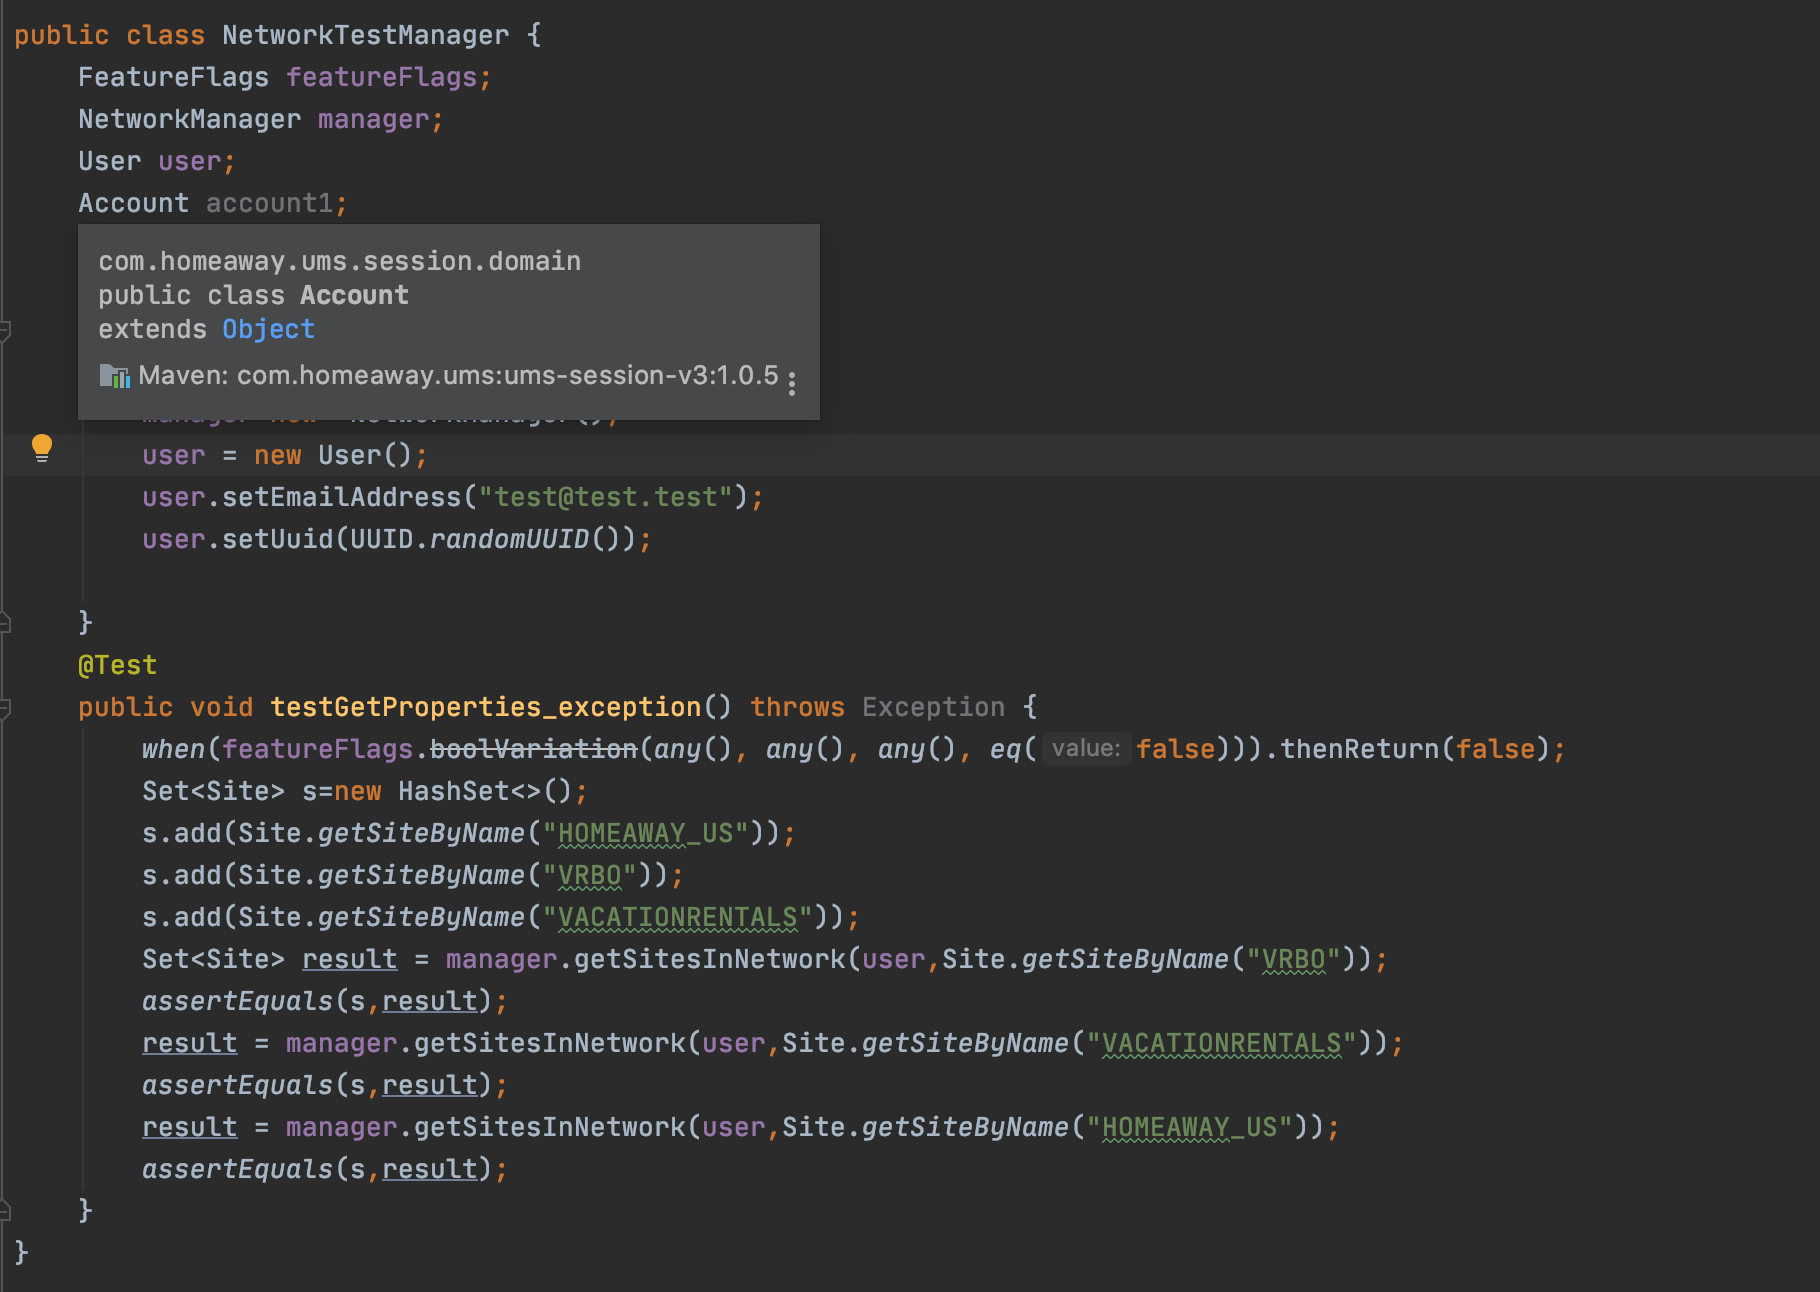 public class NetworkTestManager {
FeatureFlags featureFlags;
NetworkManager manager;
User user;
Account account1;
com.homeaway.ums.session.domain
public class Account
extends Object
Maven: com.homeaway.ums:ums-session-v3:1.0.5
user = new User();
user.setEmailAddress("test@test.test");
user.setUuid(UUID.randomUUID());
}
@Test
public void testGetProperties_exception() throws Exception {
when(featureFlags.boolVariation(any(), any(), any(), eq( value: false))).thenReturn(false);
Set<Site> s=new HashSet<>();
s.add(Site.getSiteByName("HOMEAWAY_US"));
s.add(Site.getSiteByName("VRBO"));
s.add(Site.getSiteByName("VACATIONRENTALS"));
Set<Site> result = manager.getSitesInNetwork(user,Site.getSiteByName("VRBO"));
assertEquals(s,result);
result = manager.getSitesInNetwork(user,Site.getSiteByName("VACATIONRENTALS"));
assertEquals(s,result);
result = manager.getSitesInNetwork(user,Site.getSiteByName("HOMEAWAY_US"));
assertEquals(s,result);
}
}